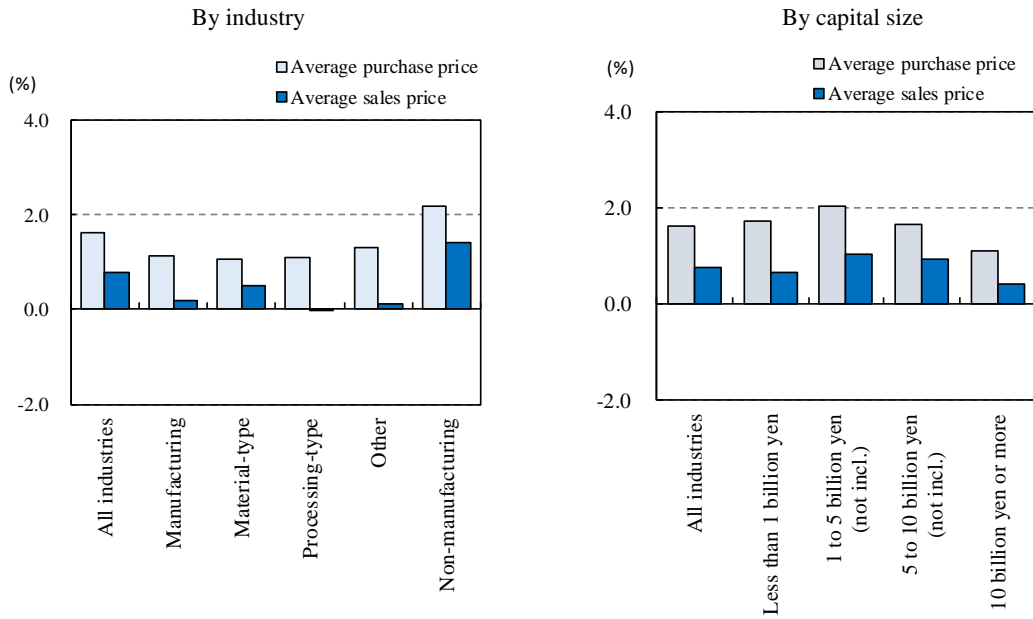 By industry
(%)
Average purchase price
Average sales price
4.0
2.0
0.0
-2.0
All industries
Manufacturing
Material-type
Processing-type
Other
Non-manufacturing
By capital size
(%)
Average purchase price
Average sales price
4.0
2.0
0.0
-2.0
All industries
Less than 1 billion yen
1 to 5 billion yen
(not incl.)
5 to 10 billion yen
(not incl.)
10 billion yen or more